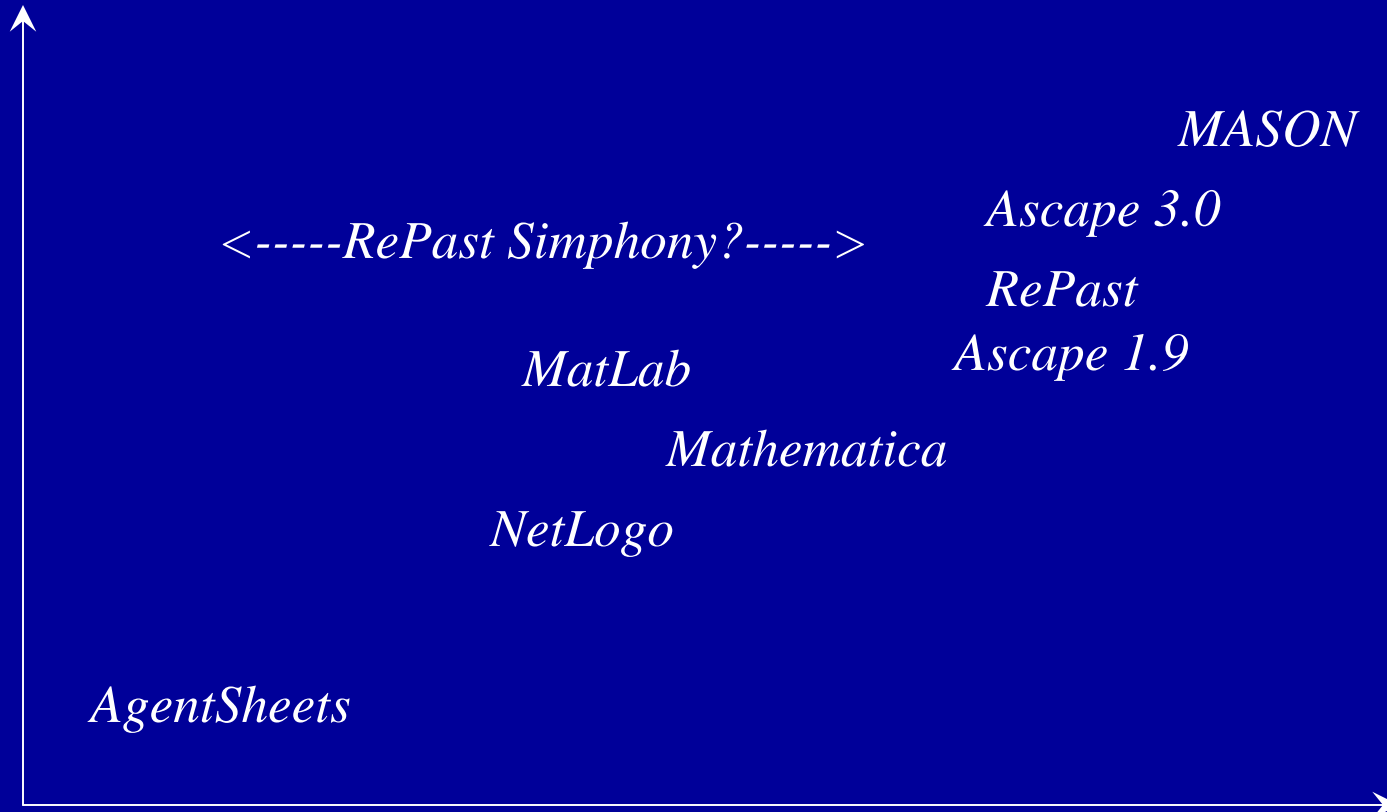 MASON
Ascape 3.0
<-----RePast Simphony?----->
RePast
Ascape 1.9
MatLab
Mathematica
NetLogo
AgentSheets